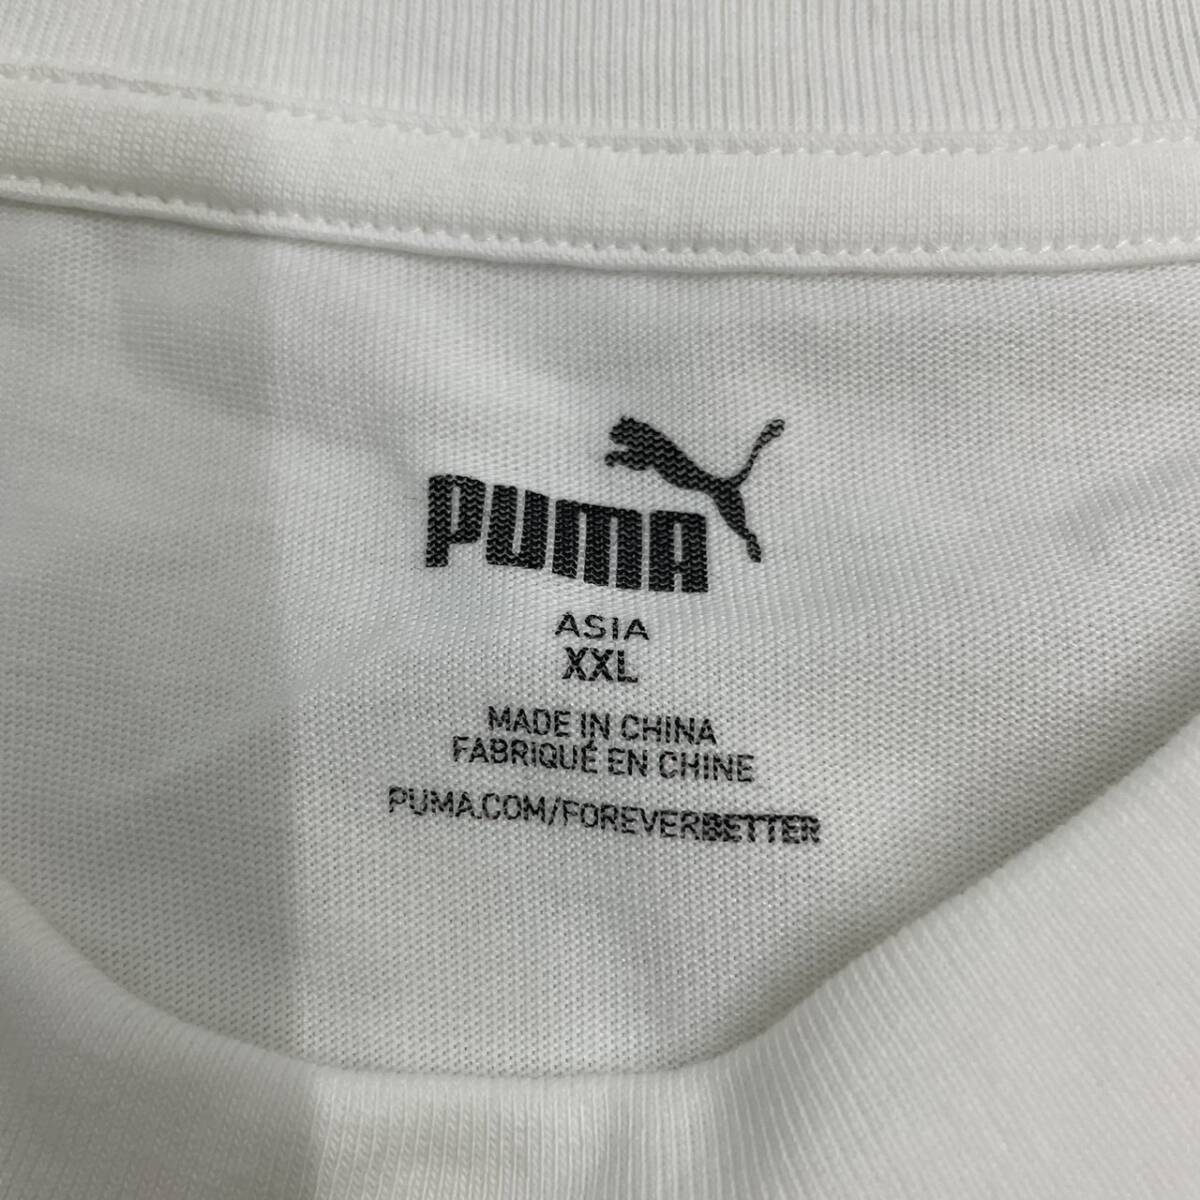 PUMA
ASIA
XXL
MADE IN CHINA
FABRIQUÉ EN CHINE
PUMA.COM/FOREVERBETTER